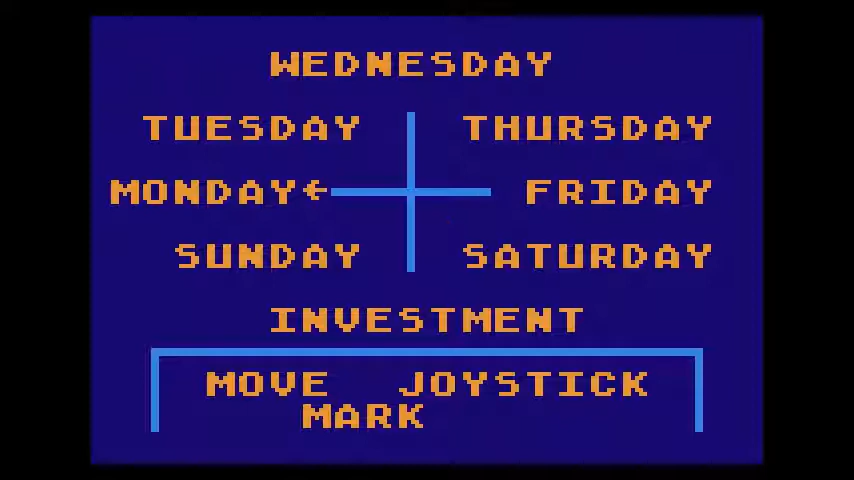 WEDNESDAY
TUESDAY THURSDAY
MONDAY← FRIDAY
SUNDAY SATURDAY
INVESTMENT
MOVE JOYSTICK
MARK